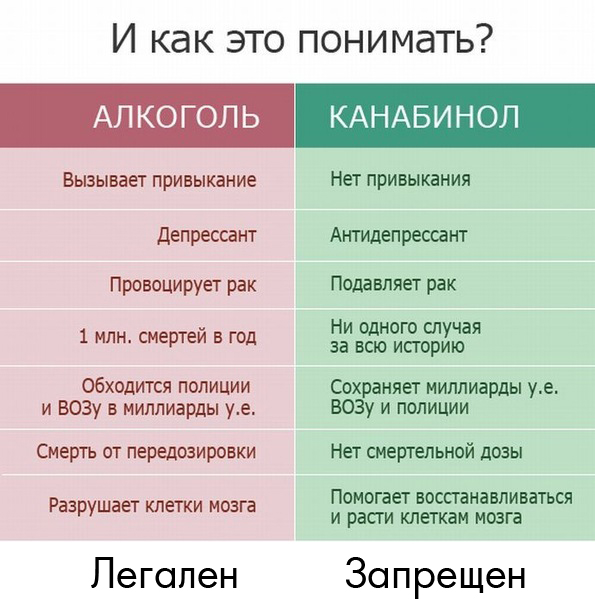 И как это понимать?
АЛКОГОЛЬ КАНАБИНОЛ
Вызывает привыкание Нет привыкания
Депрессант Антидепрессант
Провоцирует рак Подавляет рак
1 млн. смертей в год Ни одного случая
за всю историю
Обходится полиции Сохраняет миллиарды у.е.
и ВОЗу в миллиарды у.е. ВОЗу и полиции
Смерть от передозировки Нет смертельной дозы
Разрушает клетки мозга Помогает восстанавливаться
и расти клеткам мозга
Легален Запрещен